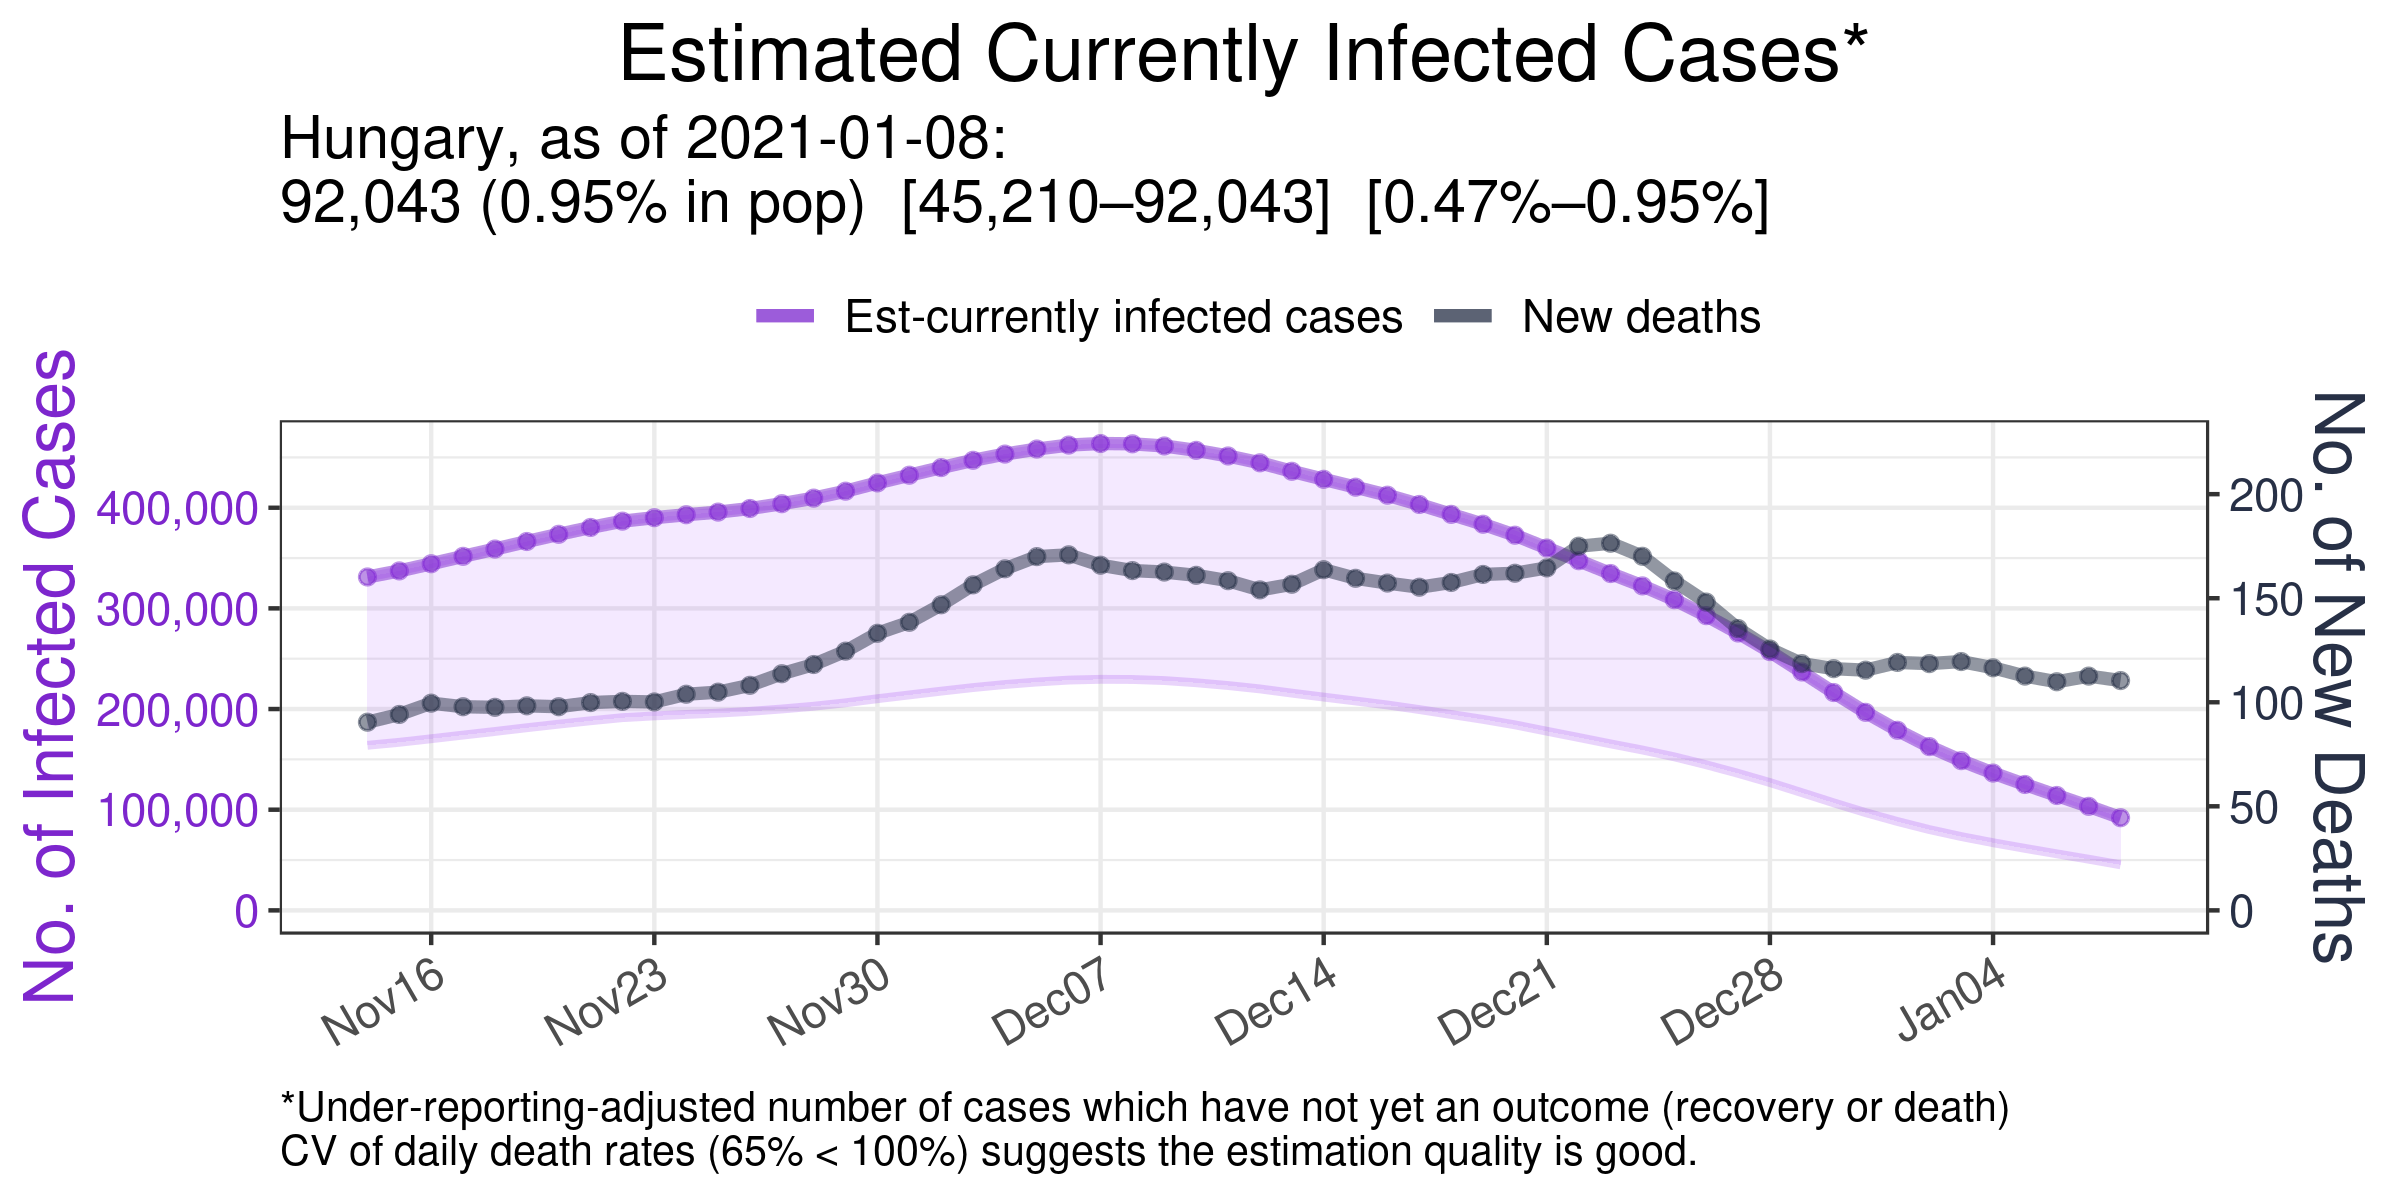 Estimated Currently Infected Cases*
Hungary, as of 2021-01-08:
92,043 (0.95% in pop)  [45,210–92,043]  [0.47%–0.95%]
Est-currently infected cases
New deaths
No. of Infected Cases
400,000
300,000
200,000
100,000
0
No. of New Deaths
200
150
100
50
0
Nov16
Nov23
Nov30
Dec07
Dec14
Dec21
Dec28
Jan04
*Under-reporting-adjusted number of cases which have not yet an outcome (recovery or death)
CV of daily death rates (65% < 100%) suggests the estimation quality is good.